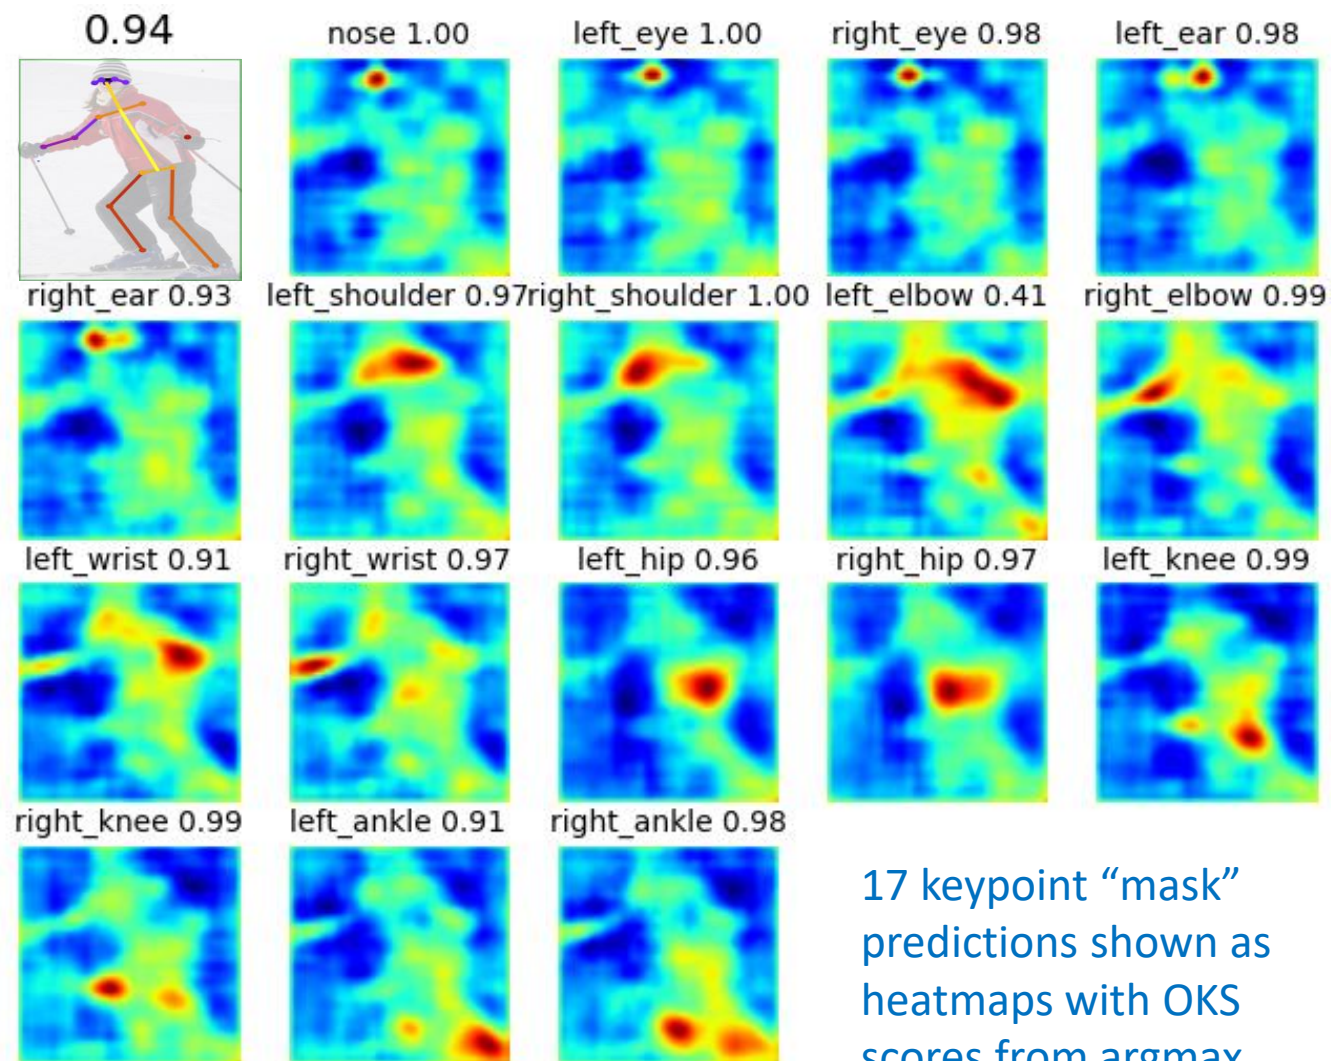 0.94
nose 1.00
left_eye 1.00
right_eye 0.98
left_ear 0.98
right_ear 0.93
left_shoulder 0.97
right_shoulder 1.00
left_elbow 0.41
right_elbow 0.99
left_wrist 0.91
right_wrist 0.97
left_hip 0.96
right_hip 0.97
left_knee 0.99
right_knee 0.99
left_ankle 0.91
right_ankle 0.98
17 keypoint “mask”
predictions shown as
heatmaps with OKS
scores from argmax